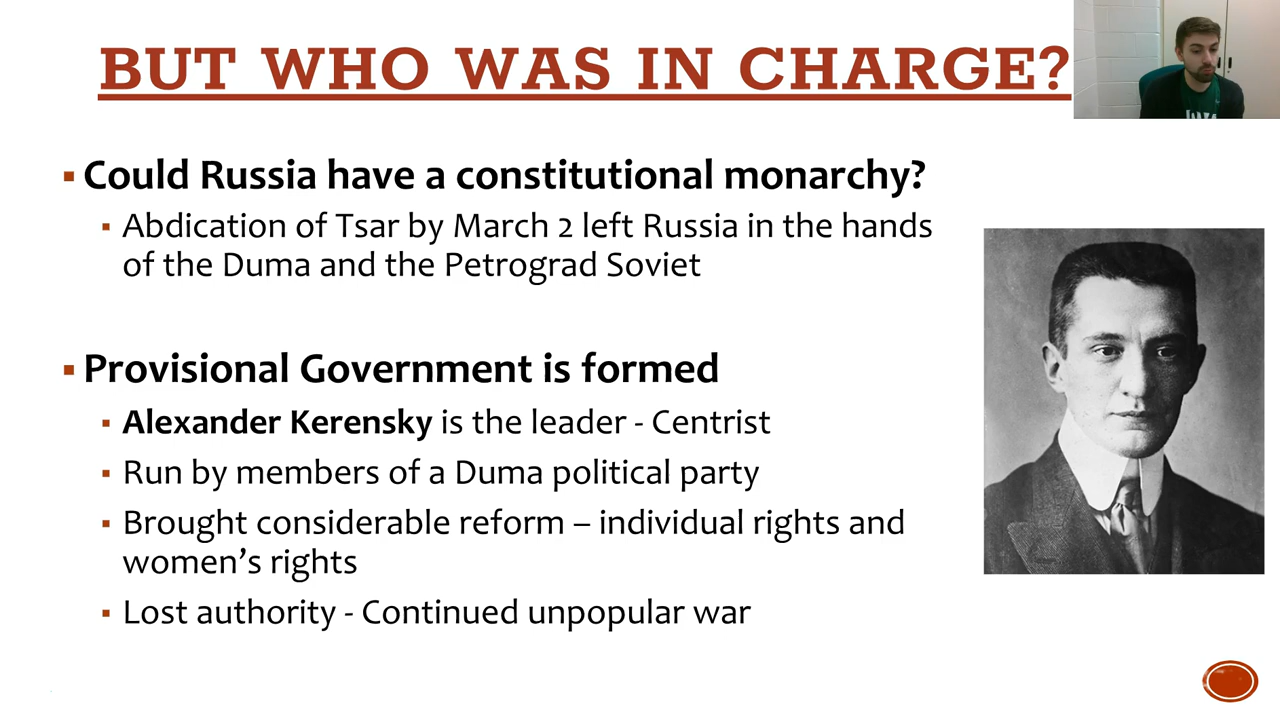 BUT WHO WAS IN CHARGE?
▪ Could Russia have a constitutional monarchy?
▪ Abdication of Tsar by March 2 left Russia in the hands
of the Duma and the Petrograd Soviet
▪ Provisional Government is formed
▪ Alexander Kerensky is the leader - Centrist
▪ Run by members of a Duma political party
▪ Brought considerable reform – individual rights and
women's rights
▪ Lost authority - Continued unpopular war